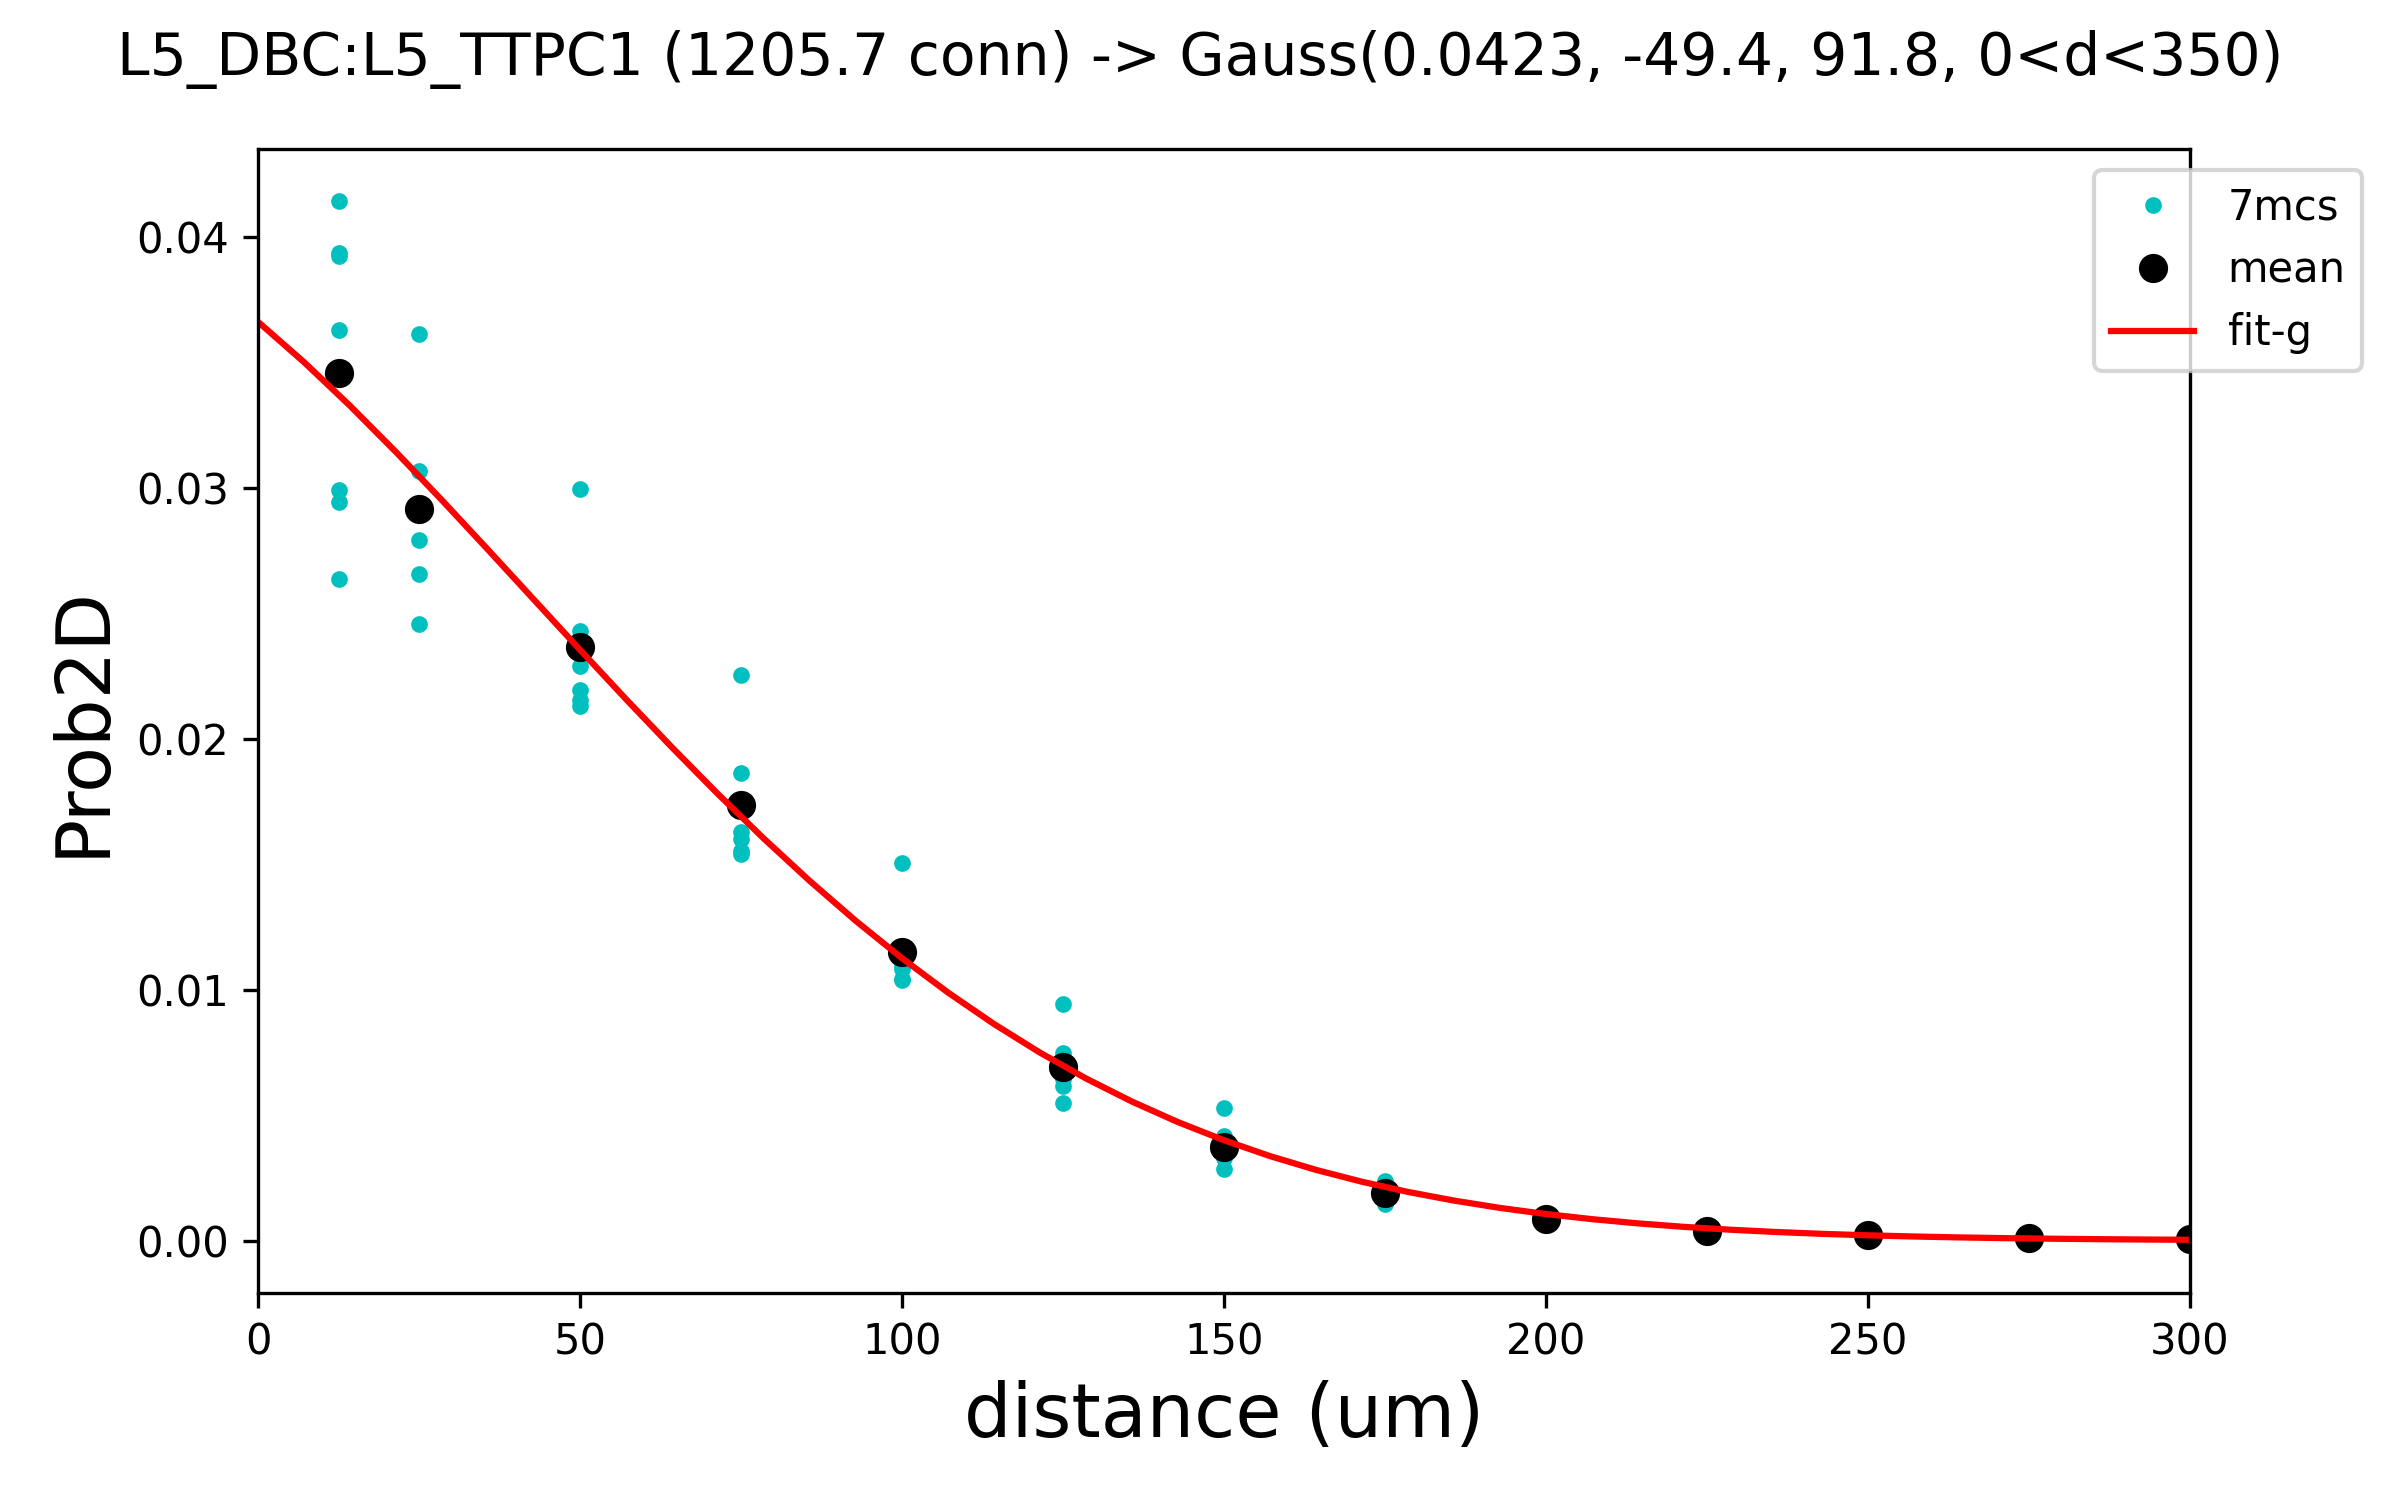 L5_DBC:L5_TTPC1 (1205.7 conn) -> Gauss(0.0423, -49.4, 91.8, 0<d<350)
7mcs
mean
fit-g
0.04
0.03
0.02
0.01
0.00
Prob2D
0 50 100 150 200 250 300
distance (um)